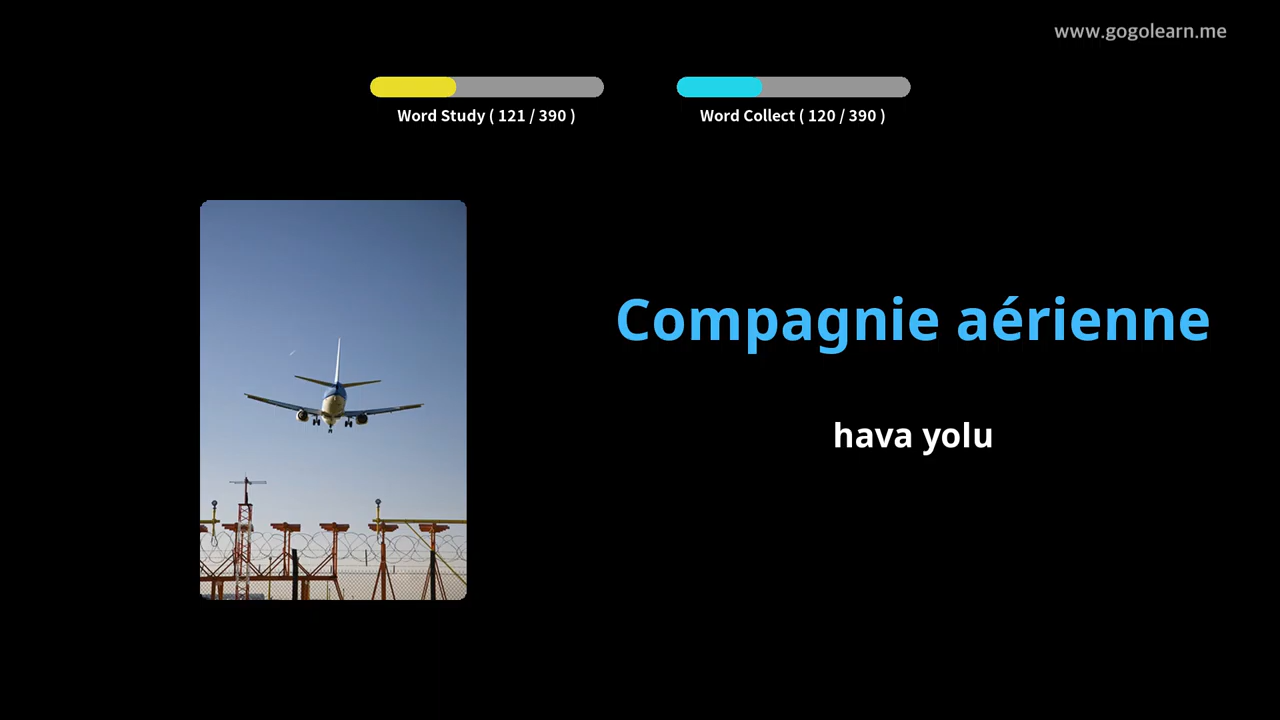 www.gogolearn.me
Word Study ( 121 / 390 )
Word Collect ( 120 / 390 )
Compagnie aérienne
hava yolu